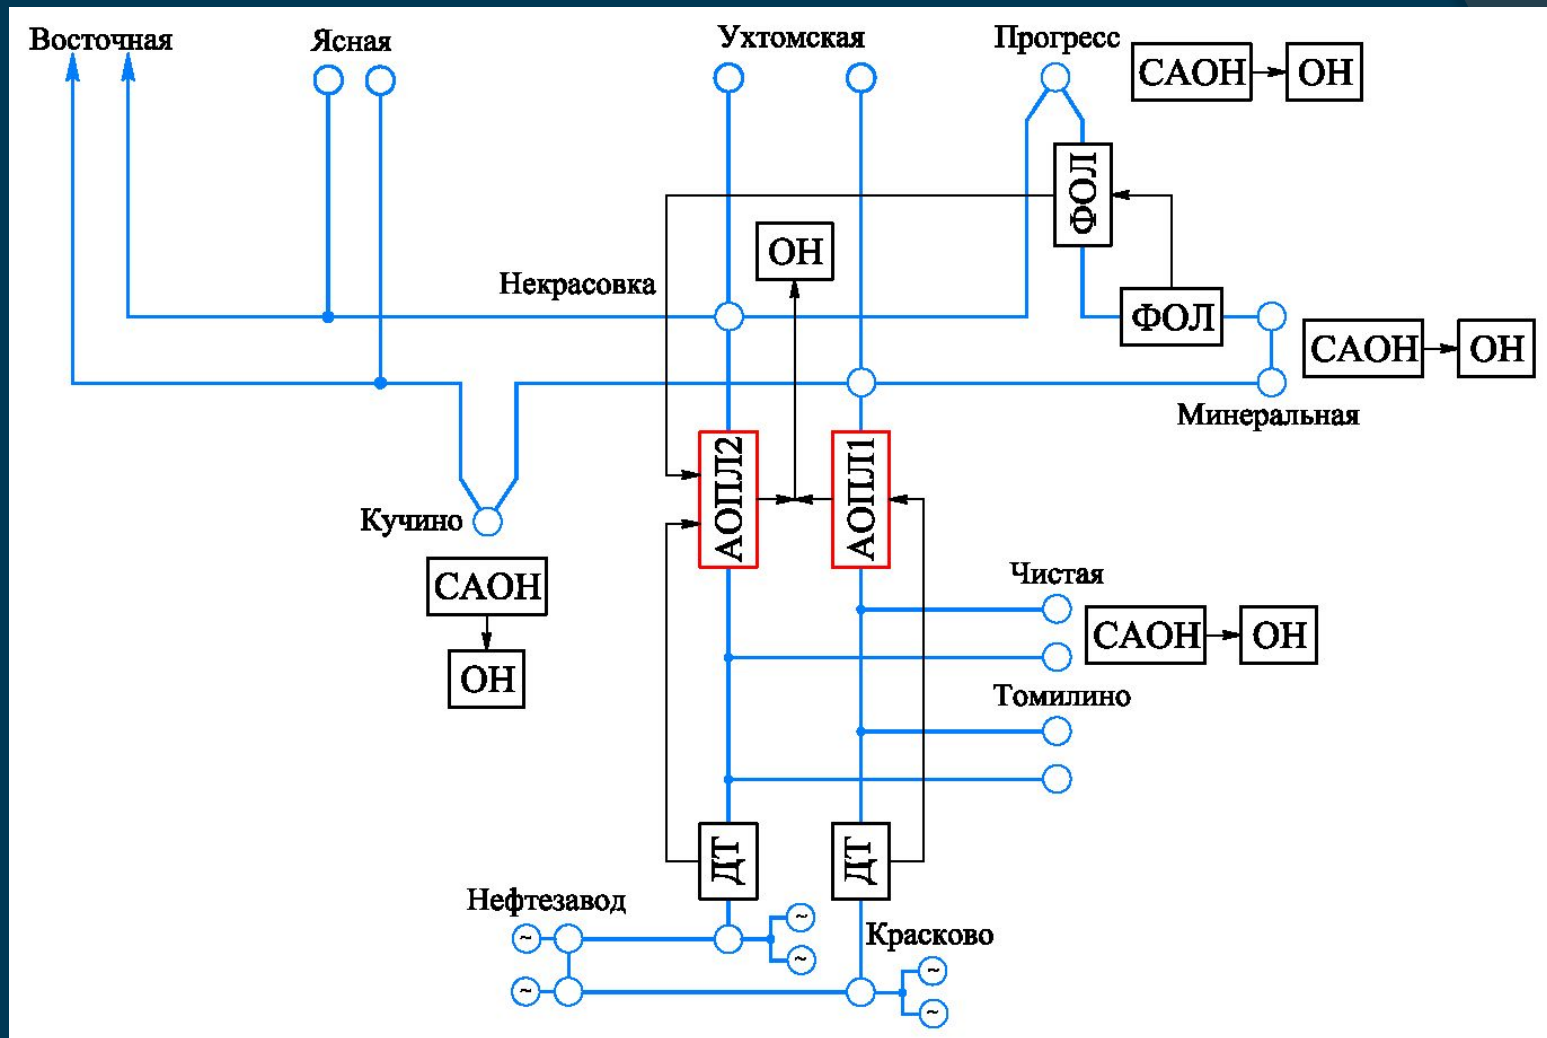 Восточная
Ясная
Ухтомская
Прогресс
САОН
ОН
ФОЛ
ОН
Некрасовка
ФОЛ
САОН
ОН
Минеральная
АОПЛ2
АОПЛ1
Кучино
САОН
ОН
Чистая
САОН
ОН
Томилино
ДТ
ДТ
Нефтезавод
~
~
~
~
Красково
~
~